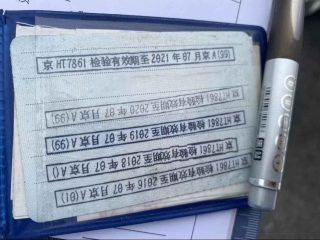 京 HT7861 检验有效期至 2021 年 07 月京 A(99)
京 HT7861 检验有效期至 2020 年 07 月京 A(99)
京 HT7861 检验有效期至 2019 年 07 月京 A(99)
京 HT7861 检验有效期至 2018 年 07 月京 A()
京 HT7861 检验有效期至 2016 年 07 月京 A(01)